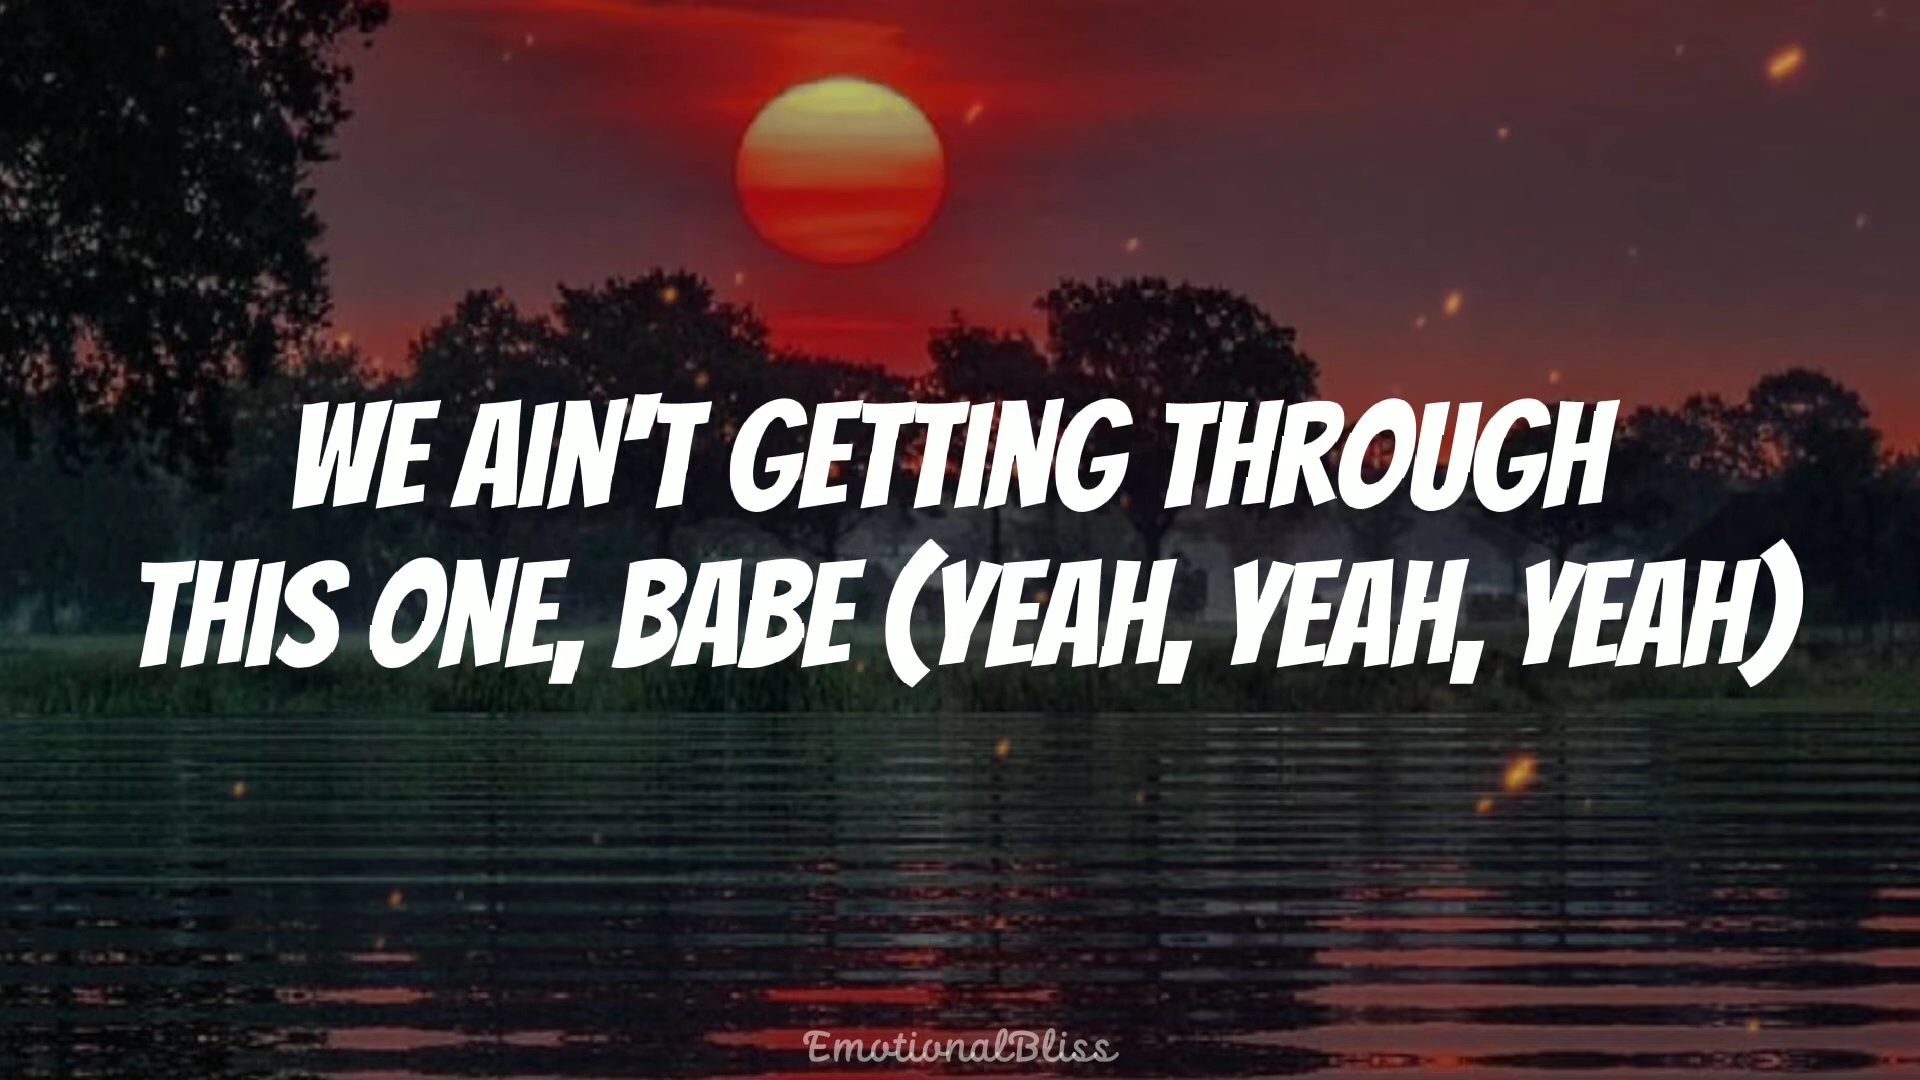 WE AIN'T GETTING THROUGH
THIS ONE, BABE (YEAH, YEAH, YEAH)
EmotionalBliss